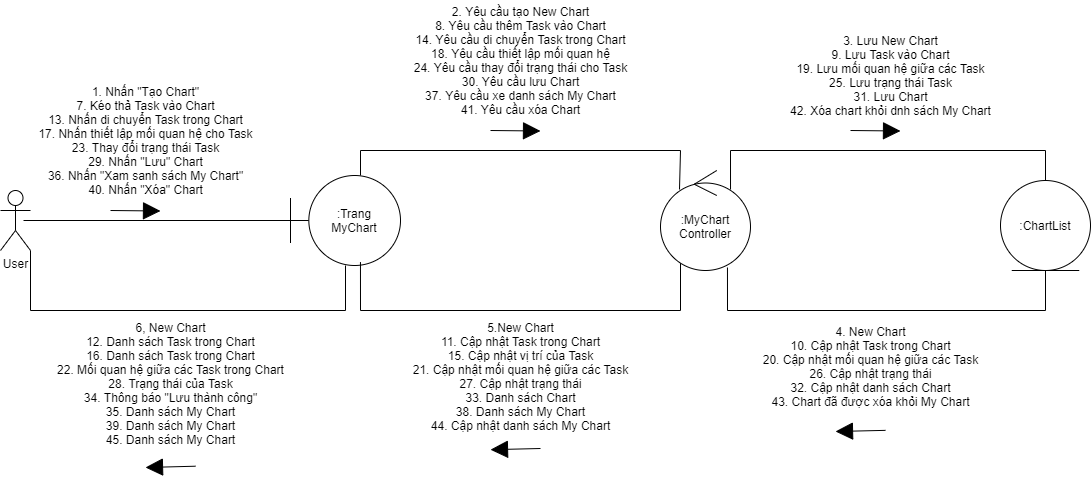 2. Yêu cầu tạo New Chart
8. Yêu cầu thêm Task vào Chart
14. Yêu cầu di chuyển Task trong Chart
18. Yêu cầu thiết lập mối quan hệ
24. Yêu cầu thay đổi trạng thái cho Task
30. Yêu cầu lưu Chart
37. Yêu cầu xe danh sách My Chart
41. Yêu cầu xóa Chart
3. Lưu New Chart
9. Lưu Task vào Chart
19. Lưu mối quan hệ giữa các Task
25. Lưu trạng thái Task
31. Lưu Chart
42. Xóa chart khỏi dnh sách My Chart
1. Nhấn "Tạo Chart"
7. Kéo thả Task vào Chart
13. Nhấn di chuyển Task trong Chart
17. Nhấn thiết lập mối quan hệ cho Task
23. Thay đổi trạng thái Task
29. Nhấn "Lưu" Chart
36. Nhấn "Xam sanh sách My Chart"
40. Nhấn "Xóa" Chart
User
:Trang
MyChart
:MyChart
Controller
:ChartList
6, New Chart
12. Danh sách Task trong Chart
16. Danh sách Task trong Chart
22. Mối quan hệ giữa các Task trong Chart
28. Trạng thái của Task
34. Thông báo "Lưu thành công"
35. Danh sách My Chart
39. Danh sách My Chart
45. Danh sách My Chart
5.New Chart
11. Cập nhật Task trong Chart
15. Cập nhật vị trí của Task
21. Cập nhật mối quan hệ giữa các Task
27. Cập nhật trạng thái
33. Danh sách Chart
38. Danh sách My Chart
44. Cập nhật danh sách My Chart
4. New Chart
10. Cập nhật Task trong Chart
20. Cập nhật mối quan hệ giữa các Task
26. Cập nhật trạng thái
32. Cập nhật danh sách Chart
43. Chart đã được xóa khỏi My Chart